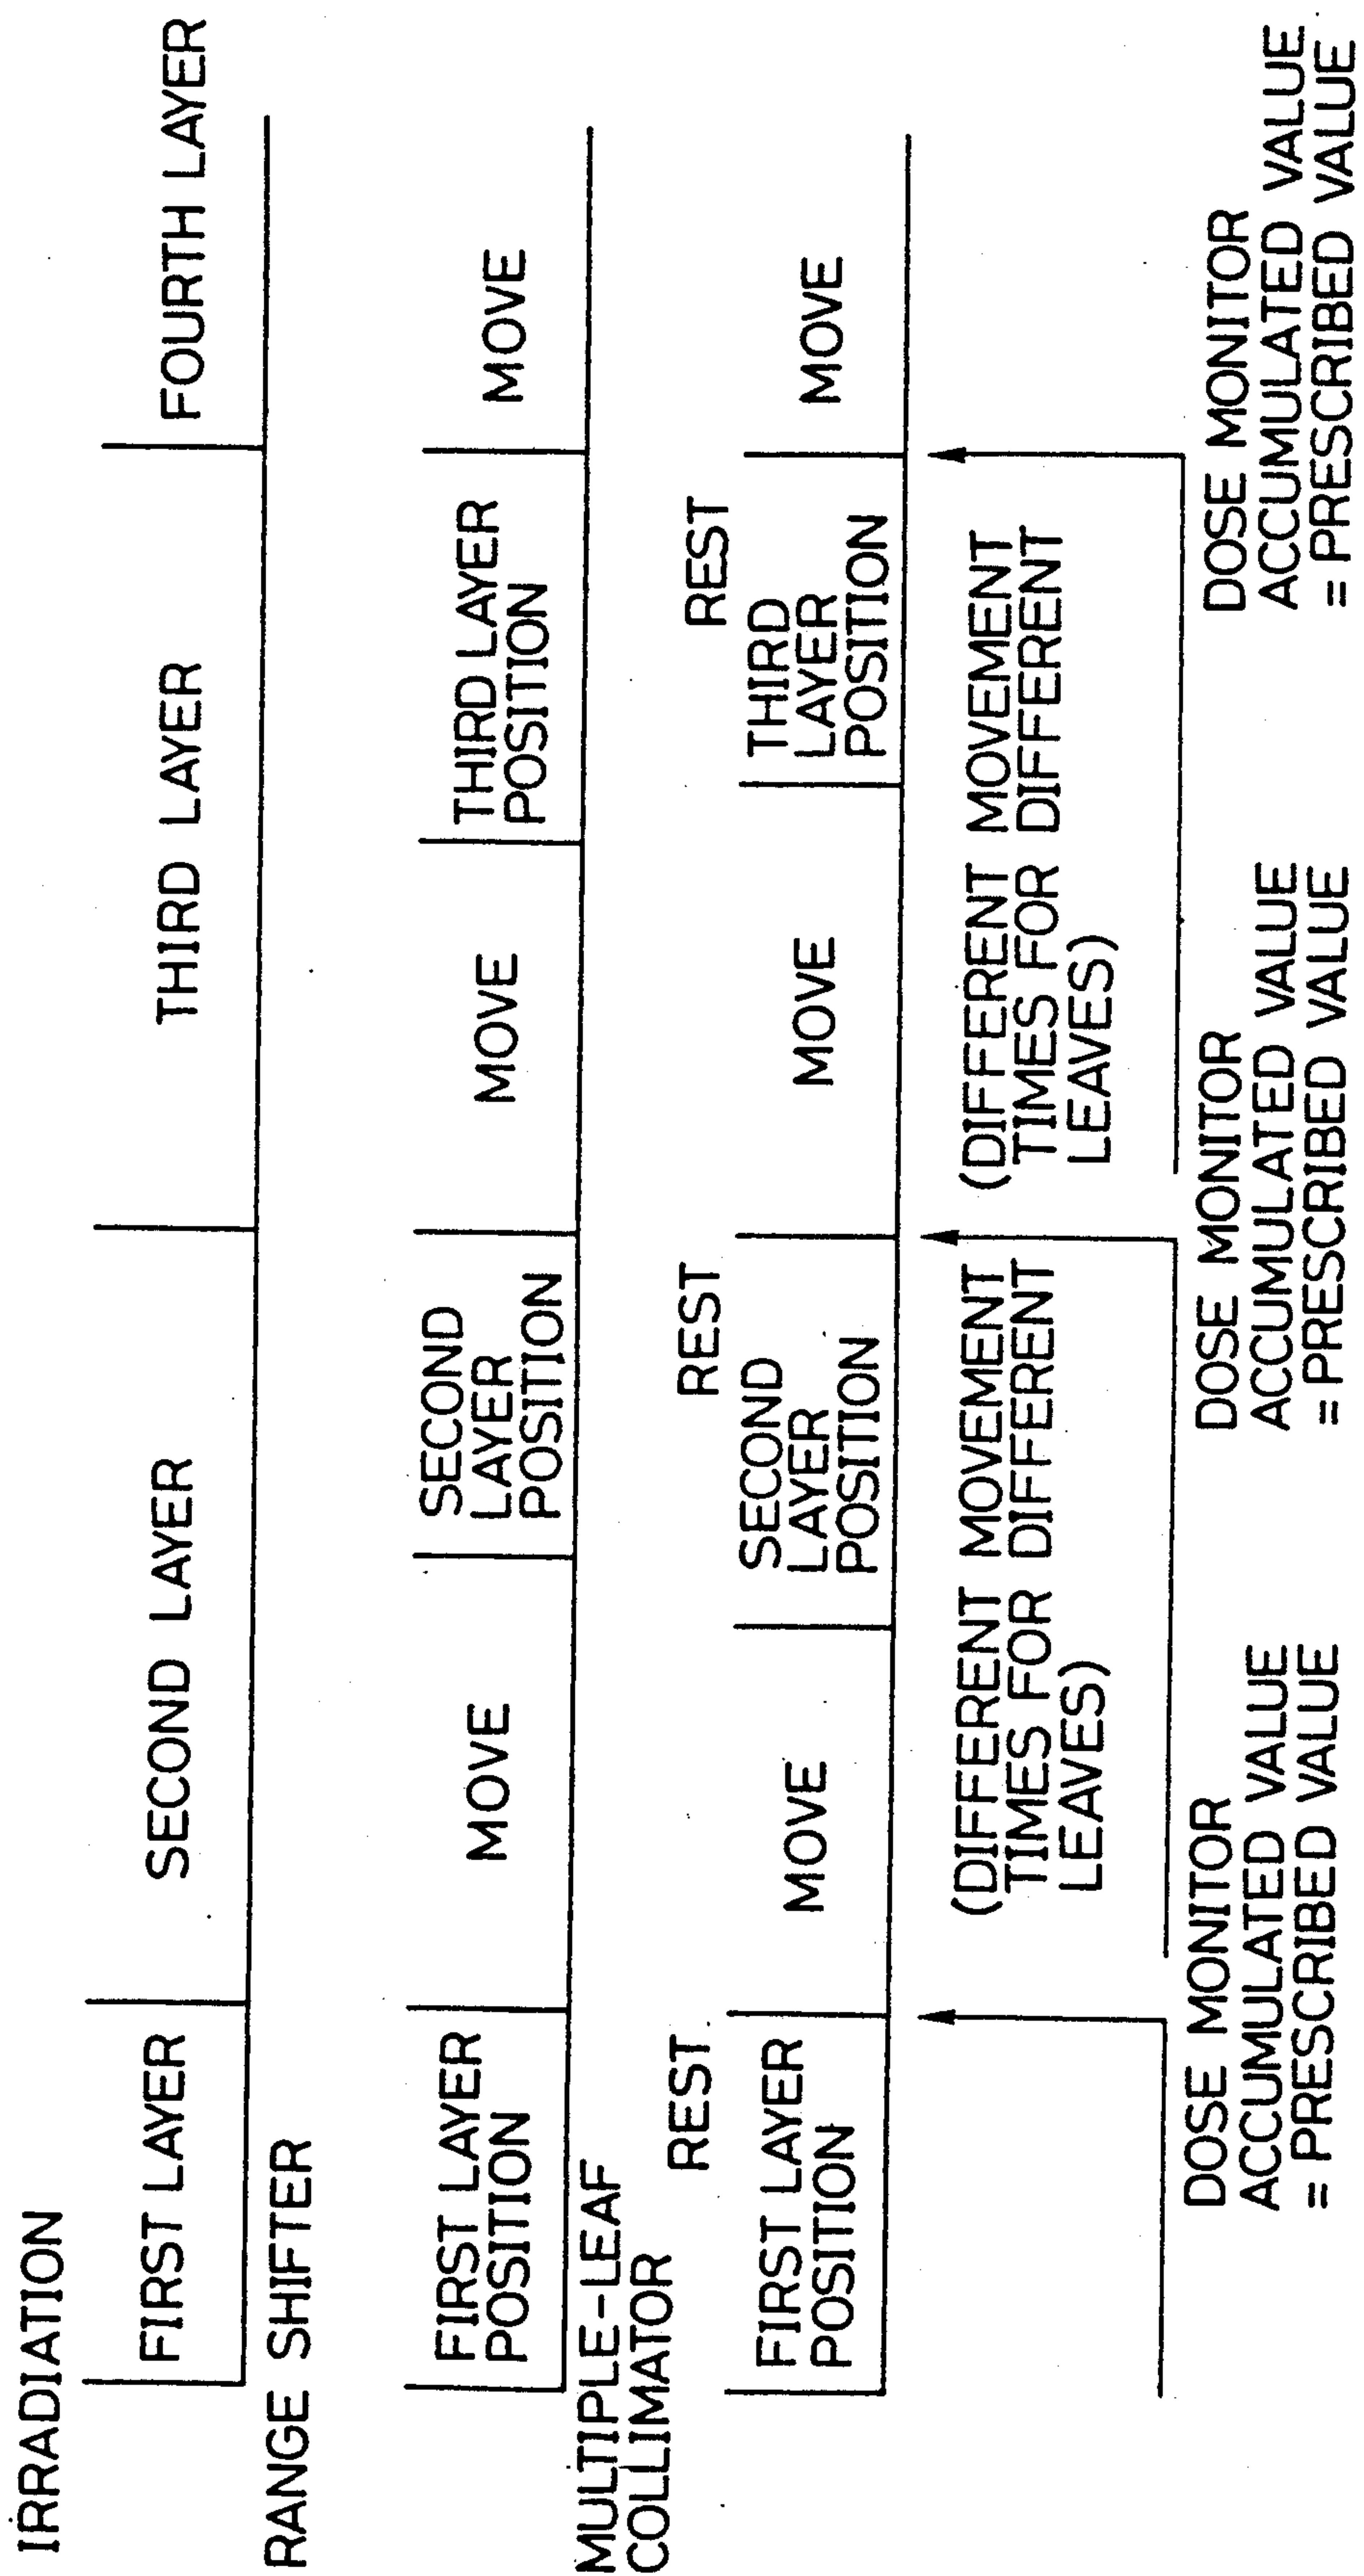 IRRADIATION
FIRST LAYER
SECOND LAYER
THIRD LAYER
FOURTH LAYER
RANGE SHIFTER
FIRST LAYER
POSITION
MOVE
SECOND
LAYER
POSITION
MOVE
THIRD LAYER
POSITION
MOVE
MULTIPLE-LEAF
COLLIMATOR
REST
FIRST LAYER
POSITION
MOVE
REST
SECOND
LAYER
POSITION
MOVE
REST
THIRD
LAYER
POSITION
MOVE
(DIFFERENT MOVEMENT
TIMES FOR DIFFERENT
LEAVES)
(DIFFERENT MOVEMENT
TIMES FOR DIFFERENT
LEAVES)
DOSE MONITOR
ACCUMULATED VALUE
= PRESCRIBED VALUE
DOSE MONITOR
ACCUMULATED VALUE
= PRESCRIBED VALUE
DOSE MONITOR
ACCUMULATED VALUE
= PRESCRIBED VALUE